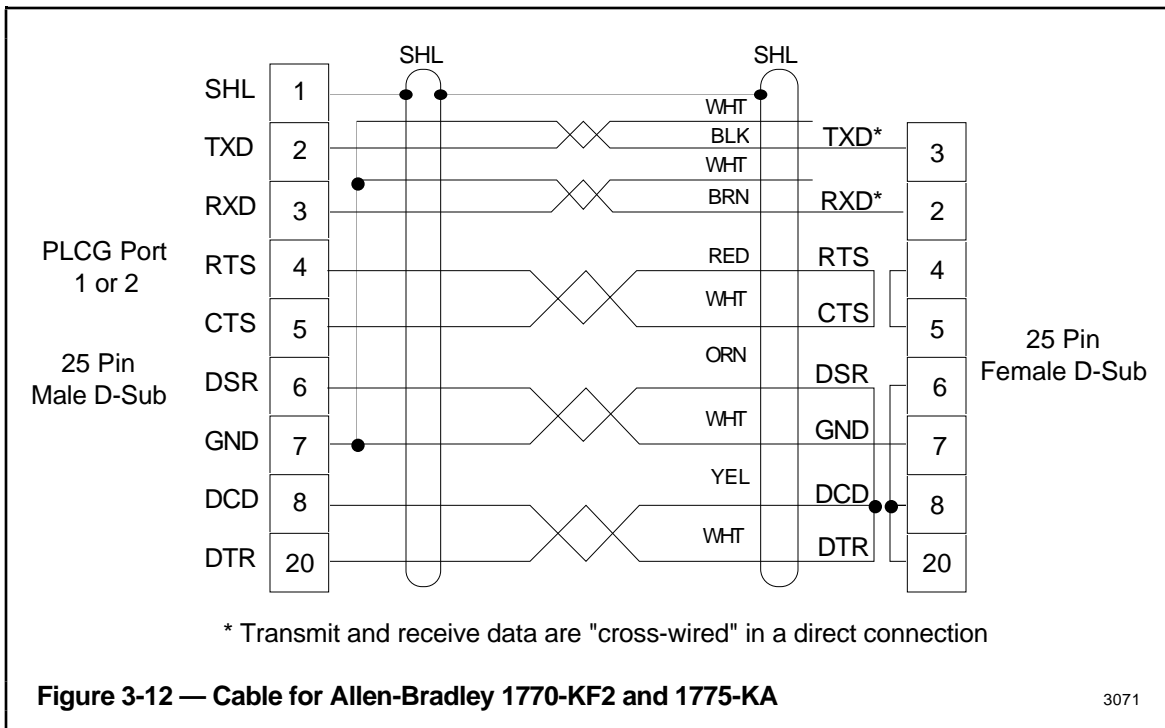 SHL SHL
SHL 1
WHT
TXD 2 BLK TXD* 3
WHT
RXD 3 BRN RXD* 2
PLCG Port
1 or 2
RTS 4 RED RTS 4
CTS 5 WHT CTS 5
25 Pin
Male D-Sub
25 Pin
Female D-Sub
DSR 6 ORN DSR 6
GND 7 WHT GND 7
DCD 8 YEL DCD 8
DTR 20 WHT DTR 20
* Transmit and receive data are "cross-wired" in a direct connection
Figure 3-12 — Cable for Allen-Bradley 1770-KF2 and 1775-KA 3071